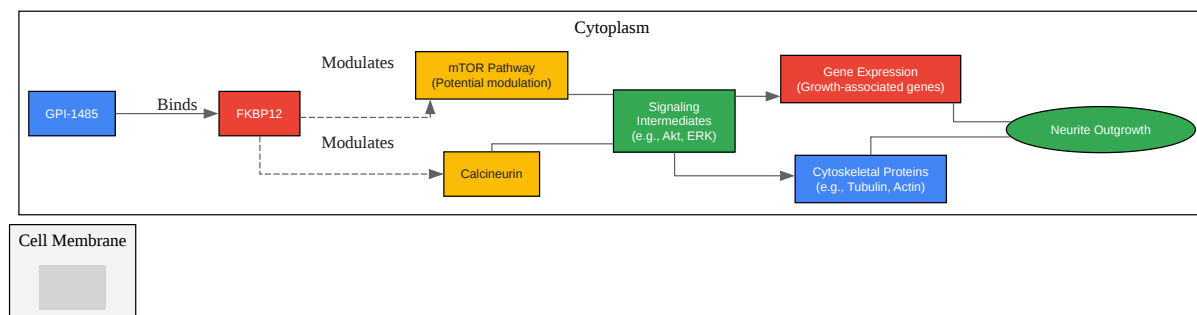 Cytoplasm
GPI-1485
Binds
FKBP12
Modulates
Modulates
mTOR Pathway
(Potential modulation)
Calcineurin
Signaling
Intermediates
(e.g., Akt, ERK)
Gene Expression
(Growth-associated genes)
Cytoskeletal Proteins
(e.g., Tubulin, Actin)
Neurite Outgrowth
Cell Membrane